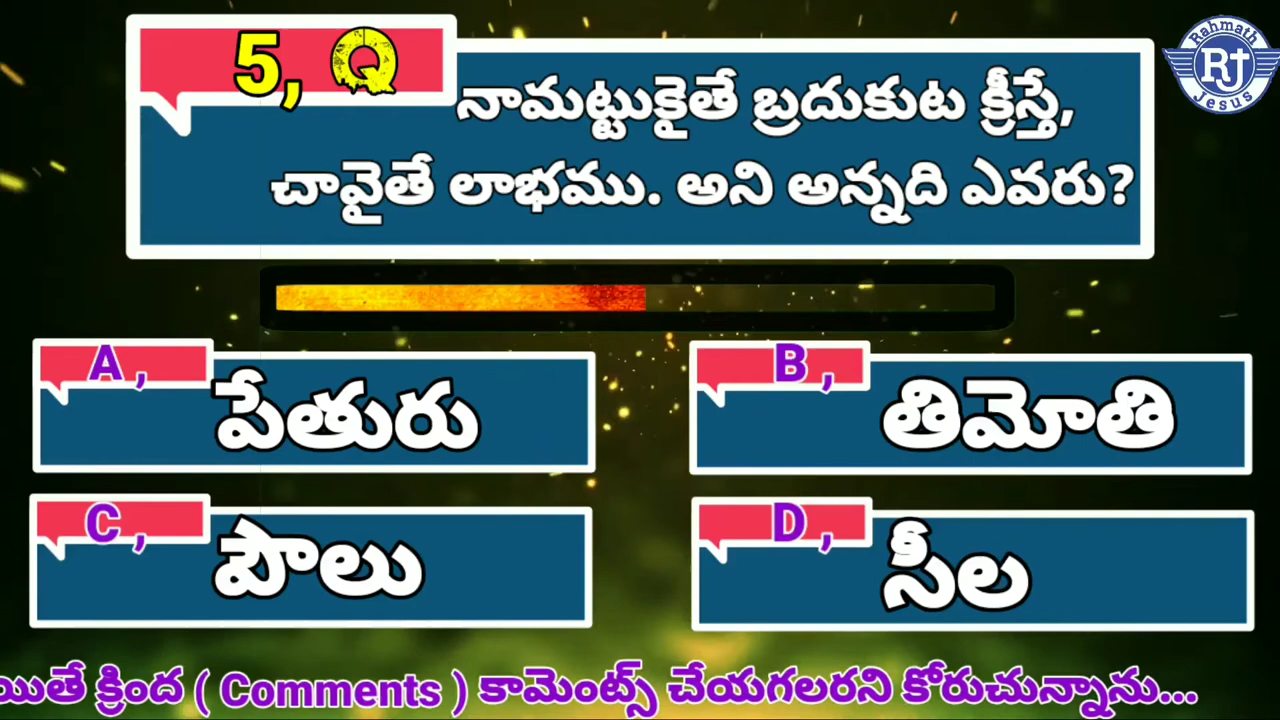 5, Q
నామట్టుకైతే బ్రదుకుట క్రీస్తే,
చావైతే లాభము. అని అన్నది ఎవరు?
Rahmath
RJ
Jesus
A ,
పేతురు
B ,
తిమోతి
C ,
పౌలు
D ,
సీల
యితే క్రింద ( Comments ) కామెంట్స్ చేయగలరని కోరుచున్నాను...